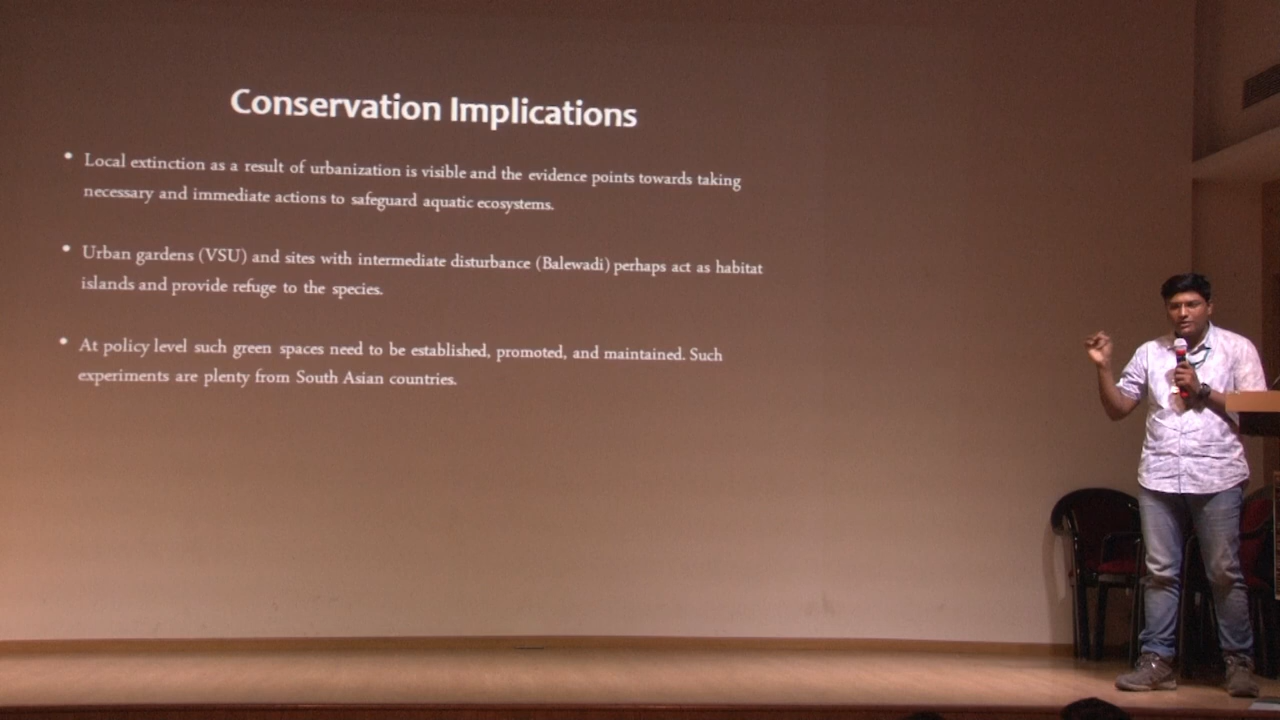 Conservation Implications
• Local extinction as a result of urbanization is visible and the evidence points towards taking
necessary and immediate actions to safeguard aquatic ecosystems.
• Urban gardens (VSU) and sites with intermediate disturbance (Balewadi) perhaps act as habitat
islands and provide refuge to the species.
• At policy level such green spaces need to be established, promoted, and maintained. Such
experiments are plenty from South Asian countries.